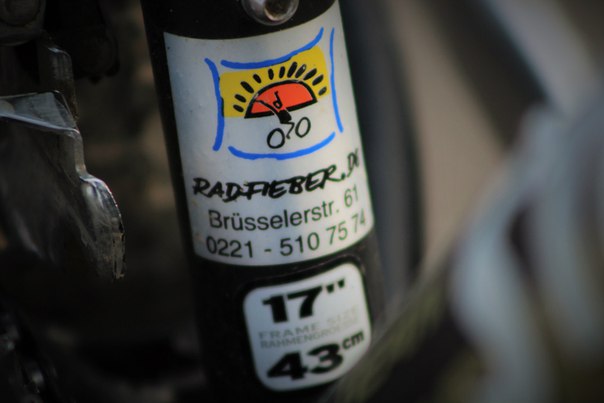 RADFIEBER.DE
Brüsselerstr. 61
0221 - 510 75 74
17"
FRAME SIZE
RAHMENGRÖSSE
43cm